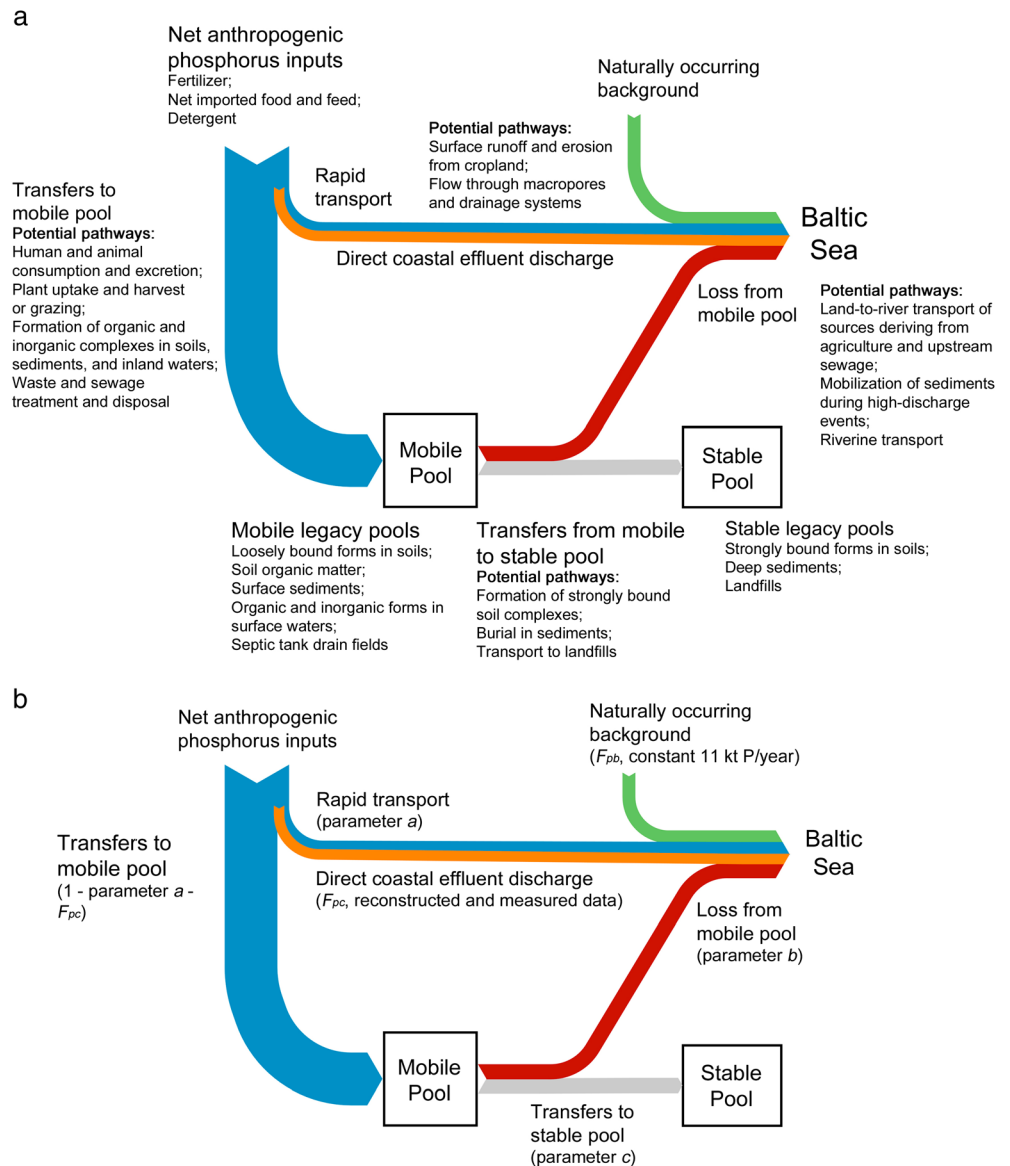 a
Net anthropogenic
phosphorus inputs
Fertilizer;
Net imported food and feed;
Detergent
Naturally occurring
background
Potential pathways:
Surface runoff and erosion
from cropland;
Flow through macropores
and drainage systems
Rapid
transport
Transfers to
mobile pool
Potential pathways:
Human and animal
consumption and excretion;
Plant uptake and harvest
or grazing;
Formation of organic and
inorganic complexes in soils,
sediments, and inland waters;
Waste and sewage
treatment and disposal
Direct coastal effluent discharge
Baltic
Sea
Loss from
mobile pool
Potential pathways:
Land-to-river transport of
sources deriving from
agriculture and upstream
sewage;
Mobilization of sediments
during high-discharge
events;
Riverine transport
Mobile
Pool
Stable
Pool
Mobile legacy pools
Loosely bound forms in soils;
Soil organic matter;
Surface sediments;
Organic and inorganic forms in
surface waters;
Septic tank drain fields
Transfers from mobile
to stable pool
Potential pathways:
Formation of strongly bound
soil complexes;
Burial in sediments;
Transport to landfills
Stable legacy pools
Strongly bound forms in soils;
Deep sediments;
Landfills
b
Net anthropogenic
phosphorus inputs
Naturally occurring
background
(Fpb, constant 11 kt P/year)
Rapid transport
(parameter a)
Transfers to
mobile pool
(1 - parameter a -
Fpc)
Direct coastal effluent discharge
(Fpc, reconstructed and measured data)
Baltic
Sea
Loss from
mobile pool
(parameter b)
Mobile
Pool
Stable
Pool
Transfers to
stable pool
(parameter c)